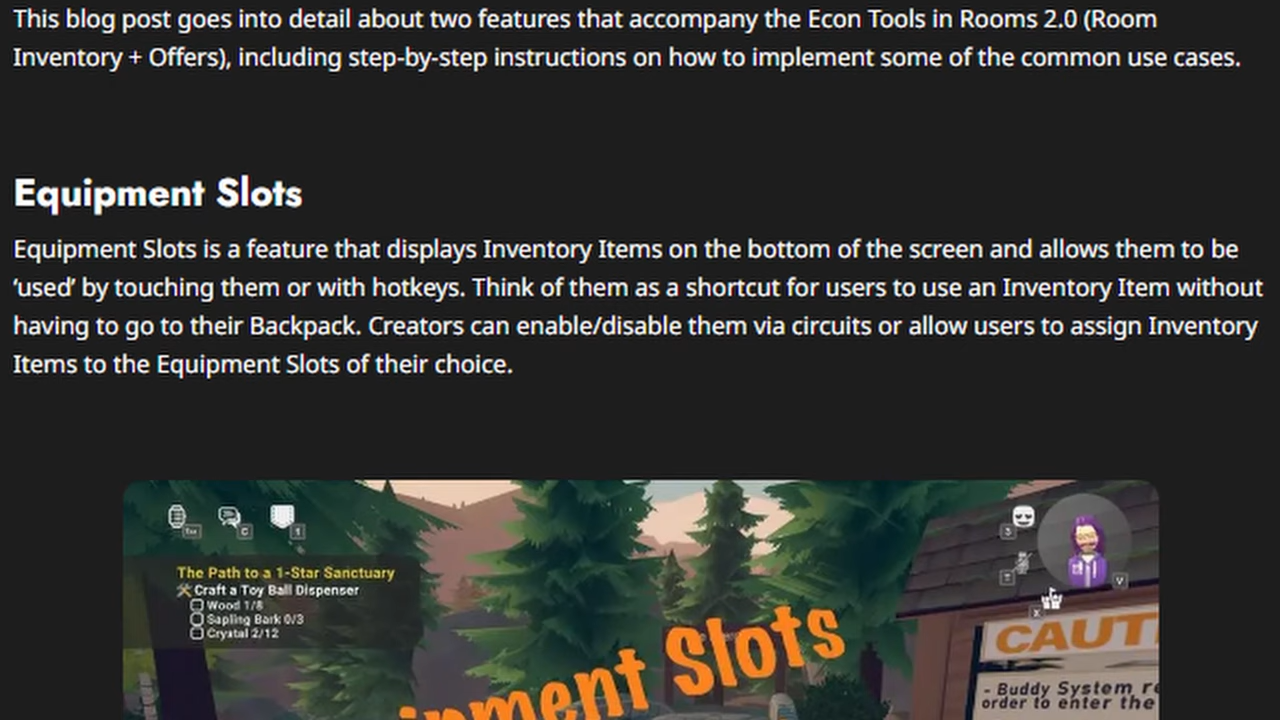 This blog post goes into detail about two features that accompany the Econ Tools in Rooms 2.0 (Room
Inventory + Offers), including step-by-step instructions on how to implement some of the common use cases.
Equipment Slots
Equipment Slots is a feature that displays Inventory Items on the bottom of the screen and allows them to be
‘used’ by touching them or with hotkeys. Think of them as a shortcut for users to use an Inventory Item without
having to go to their Backpack. Creators can enable/disable them via circuits or allow users to assign Inventory
Items to the Equipment Slots of their choice.
Tab C 1
The Path to a 1-Star Sanctuary
Craft a Toy Ball Dispenser
Wood 1/8
Sapling Bark 0/3
Crystal 2/12
T V
X
ipment Slots
CAUT
- Buddy System re
order to enter the